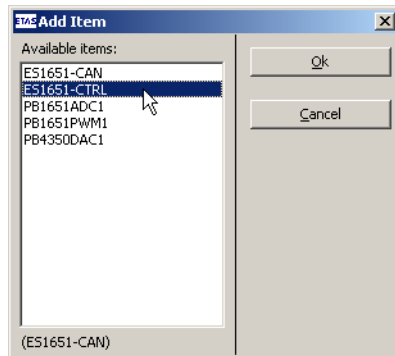 ETAS Add Item
Available items:
ES1651-CAN
ES1651-CTRL
PB1651ADC1
PB1651PWM1
PB4350DAC1
(ES1651-CAN)
Ok
Cancel